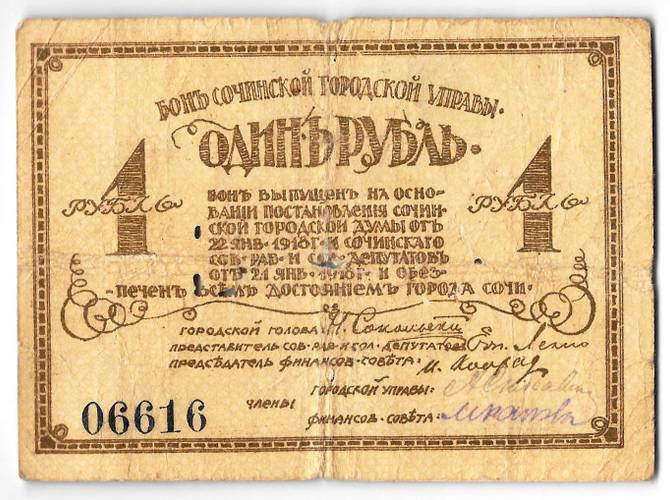 БОНЪ СОЧИНСКОЙ ГОРОДСКОЙ УПРАВЫ.
ОДИНЪ РУБЛЬ.
1 1
РУБЛЬ РУБЛЬ
БОНЪ ВЫПУЩЕНЪ НА ОСНО-
ВАНІИ ПОСТАНОВЛЕНІЯ СОЧИН-
СКОЙ ГОРОДСКОЙ ДУМЫ ОТЪ
22 ЯНВ. 1918 Г. И СОЧИНСКАГО
СОВ. РАБ. И СОЛ. ДЕПУТАТОВЪ
ОТЪ 21 ЯНВ. 1918 Г. И ОБЕЗ-
-ПЕЧЕНЪ ВСѢМЪ ДОСТОЯНІЕМЪ ГОРОДА СОЧИ.
ГОРОДСКОЙ ГОЛОВА:
ПРЕДСТАВИТЕЛЬ СОВ. РАБ. И СОЛ. ДЕПУТАТОВЪ
ПРЕДСѢДАТЕЛЬ ФИНАНСОВ. СОВѢТА:
ГОРОДСКОЙ УПРАВЫ:
ЧЛЕНЫ
ФИНАНСОВ. СОВѢТА.
06616